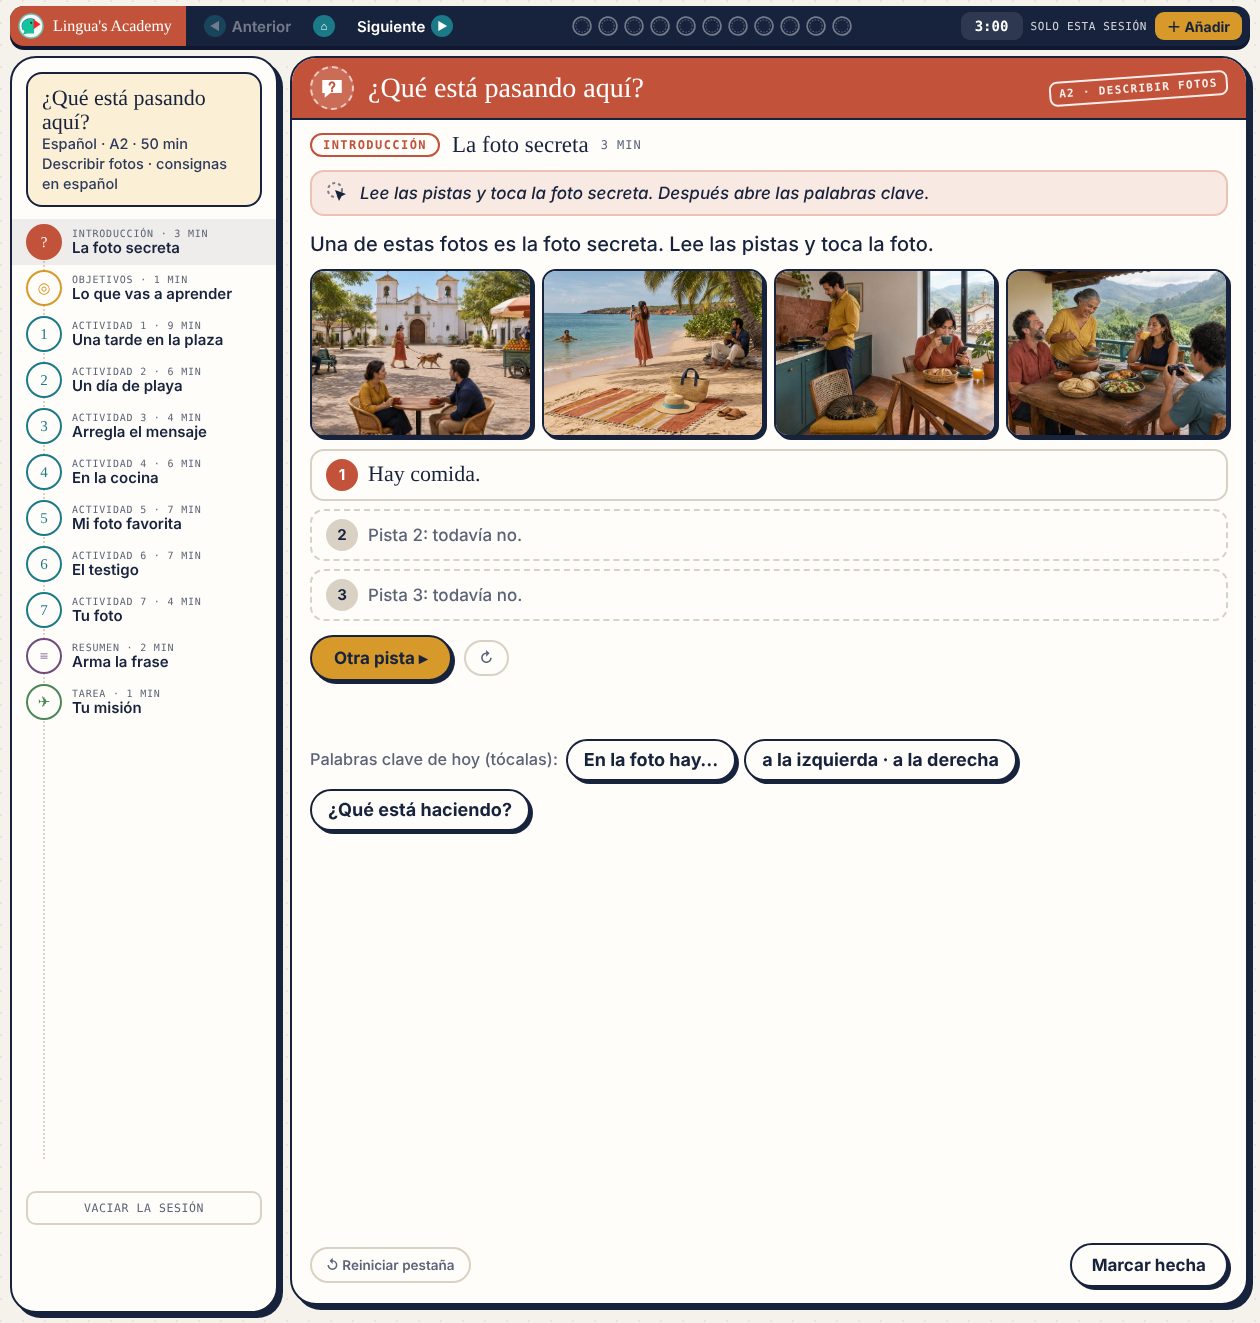 Lingua's Academy
Anterior
Siguiente
3:00
SOLO ESTA SESIÓN
+ Añadir
¿Qué está pasando
aquí?
Español · A2 · 50 min
Describir fotos · consignas
en español
?
INTRODUCCIÓN · 3 MIN
La foto secreta
OBJETIVOS · 1 MIN
Lo que vas a aprender
1
ACTIVIDAD 1 · 9 MIN
Una tarde en la plaza
2
ACTIVIDAD 2 · 6 MIN
Un día de playa
3
ACTIVIDAD 3 · 4 MIN
Arregla el mensaje
4
ACTIVIDAD 4 · 6 MIN
En la cocina
5
ACTIVIDAD 5 · 7 MIN
Mi foto favorita
6
ACTIVIDAD 6 · 7 MIN
El testigo
7
ACTIVIDAD 7 · 4 MIN
Tu foto
RESUMEN · 2 MIN
Arma la frase
TAREA · 1 MIN
Tu misión
VACIAR LA SESIÓN
?
¿Qué está pasando aquí?
A2 · DESCRIBIR FOTOS
INTRODUCCIÓN La foto secreta 3 MIN
Lee las pistas y toca la foto secreta. Después abre las palabras clave.
Una de estas fotos es la foto secreta. Lee las pistas y toca la foto.
1 Hay comida.
2 Pista 2: todavía no.
3 Pista 3: todavía no.
Otra pista ▸ ↻
Palabras clave de hoy (tócalas): En la foto hay... a la izquierda · a la derecha
¿Qué está haciendo?
↺ Reiniciar pestaña
Marcar hecha